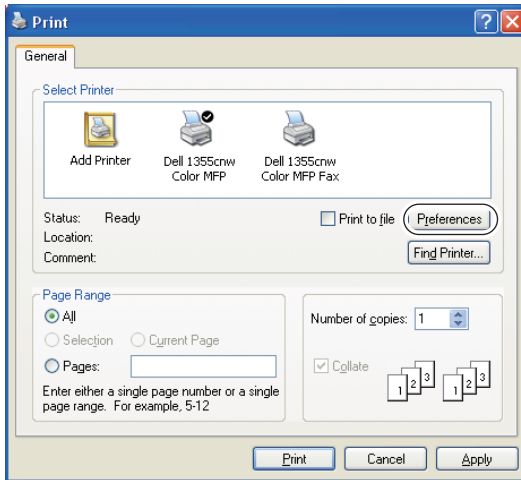 Print
General
Select Printer
Add Printer
Dell 1355cnw
Color MFP
Dell 1355cnw
Color MFP Fax
Status: Ready
Print to file
Preferences
Location:
Comment:
Find Printer...
Page Range
All
Selection
Current Page
Pages:
Enter either a single page number or a single
page range. For example, 5-12
Number of copies: 1
Collate
1 2 3 1 2 3
Print
Cancel
Apply